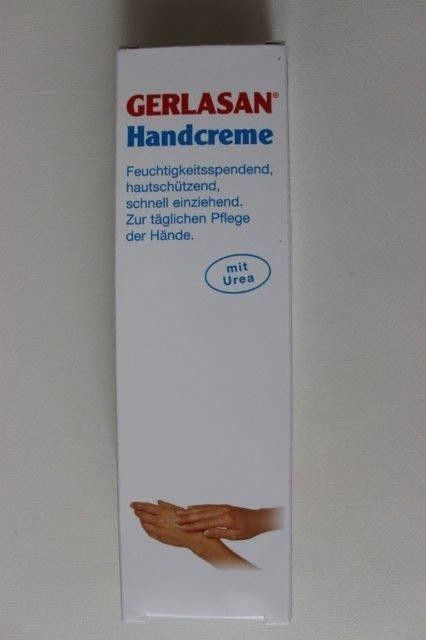 GERLASAN®
Handcreme
Feuchtigkeitsspendend,
hautschützend,
schnell einziehend.
Zur täglichen Pflege
der Hände.
mit
Urea